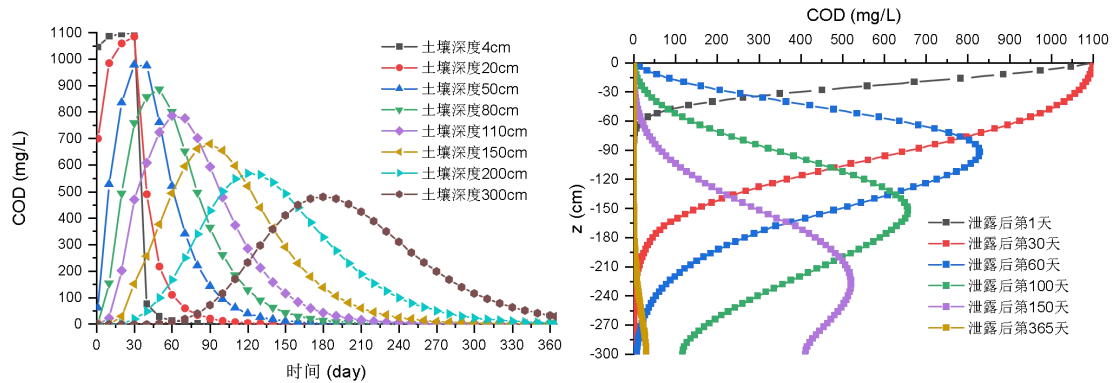 COD (mg/L)
0 100 200 300 400 500 600 700 800 900 1000 1100
1100
1000
900
800
700
600
500
400
300
200
100
0
COD (mg/L)
土壤深度4cm
土壤深度20cm
土壤深度50cm
土壤深度80cm
土壤深度110cm
土壤深度150cm
土壤深度200cm
土壤深度300cm
0 30 60 90 120 150 180 210 240 270 300 330 360
时间 (day)
0
-30
-60
-90
-120
-150
-180
-210
-240
-270
-300
z (cm)
泄露后第1天
泄露后第30天
泄露后第60天
泄露后第100天
泄露后第150天
泄露后第365天